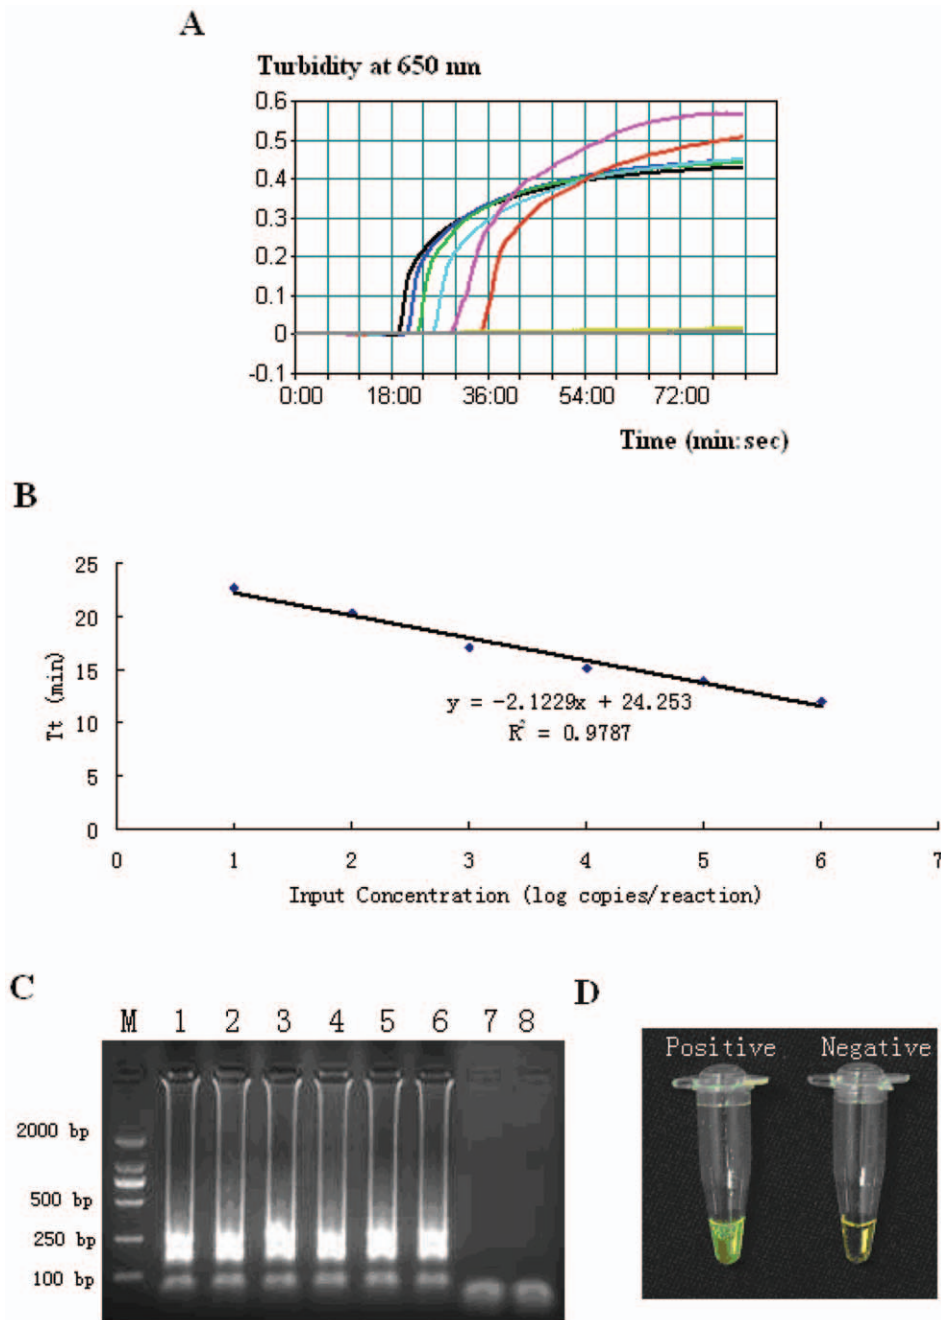 A
Turbidity at 650 nm
0.6
0.5
0.4
0.3
0.2
0.1
0
-0.1
0:00 18:00 36:00 54:00 72:00
Time (min:sec)
B
25
20
15
10
5
0
Tt (min)
y = -2.1229x + 24.253
R² = 0.9787
0 1 2 3 4 5 6 7
Input Concentration (log copies/reaction)
C
M 1 2 3 4 5 6 7 8
2000 bp
500 bp
250 bp
100 bp
D
Positive Negative